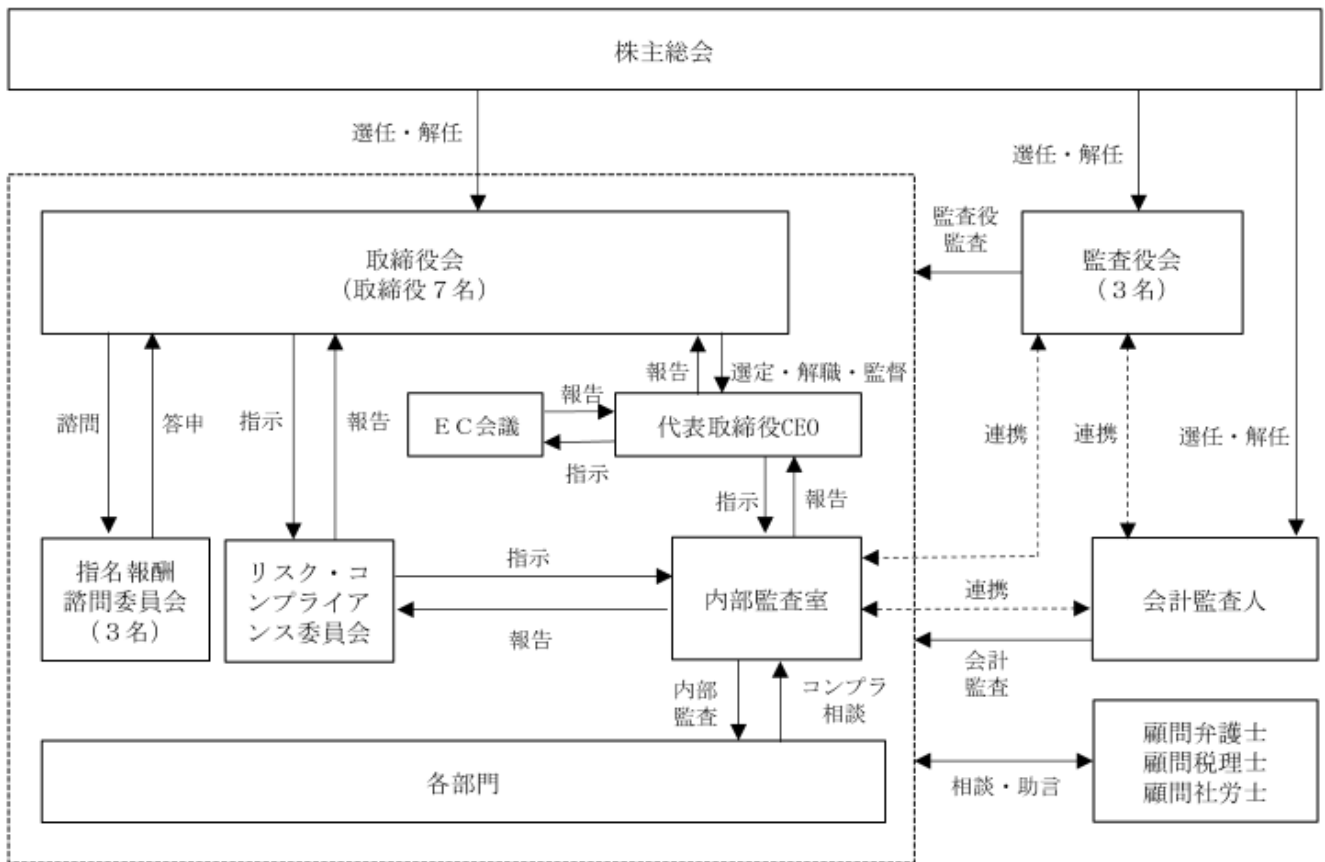 株主総会
選任・解任
選任・解任
監査役
監査
取締役会
（取締役７名）
監査役会
（３名）
報告
選定・解職・監督
報告
ＥＣ会議
代表取締役CEO
諮問
答申
指示
報告
連携
連携
選任・解任
指示
指示
報告
指名報酬
諮問委員会
（３名）
リスク・コ
ンプライア
ンス委員会
指示
報告
内部監査室
連携
会計監査人
会計
監査
内部
監査
コンプラ
相談
各部門
相談・助言
顧問弁護士
顧問税理士
顧問社労士